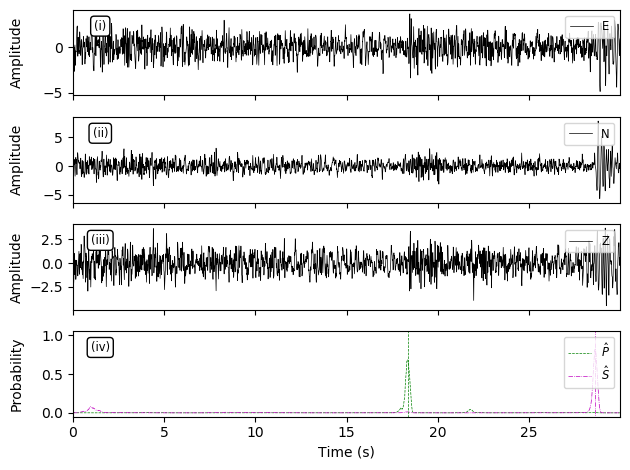 (i)
E
Amplitude
0
−5
(ii)
N
Amplitude
5
0
−5
(iii)
Z
Amplitude
2.5
0.0
−2.5
(iv)
P̂
Ŝ
Probability
1.0
0.5
0.0
0 5 10 15 20 25
Time (s)